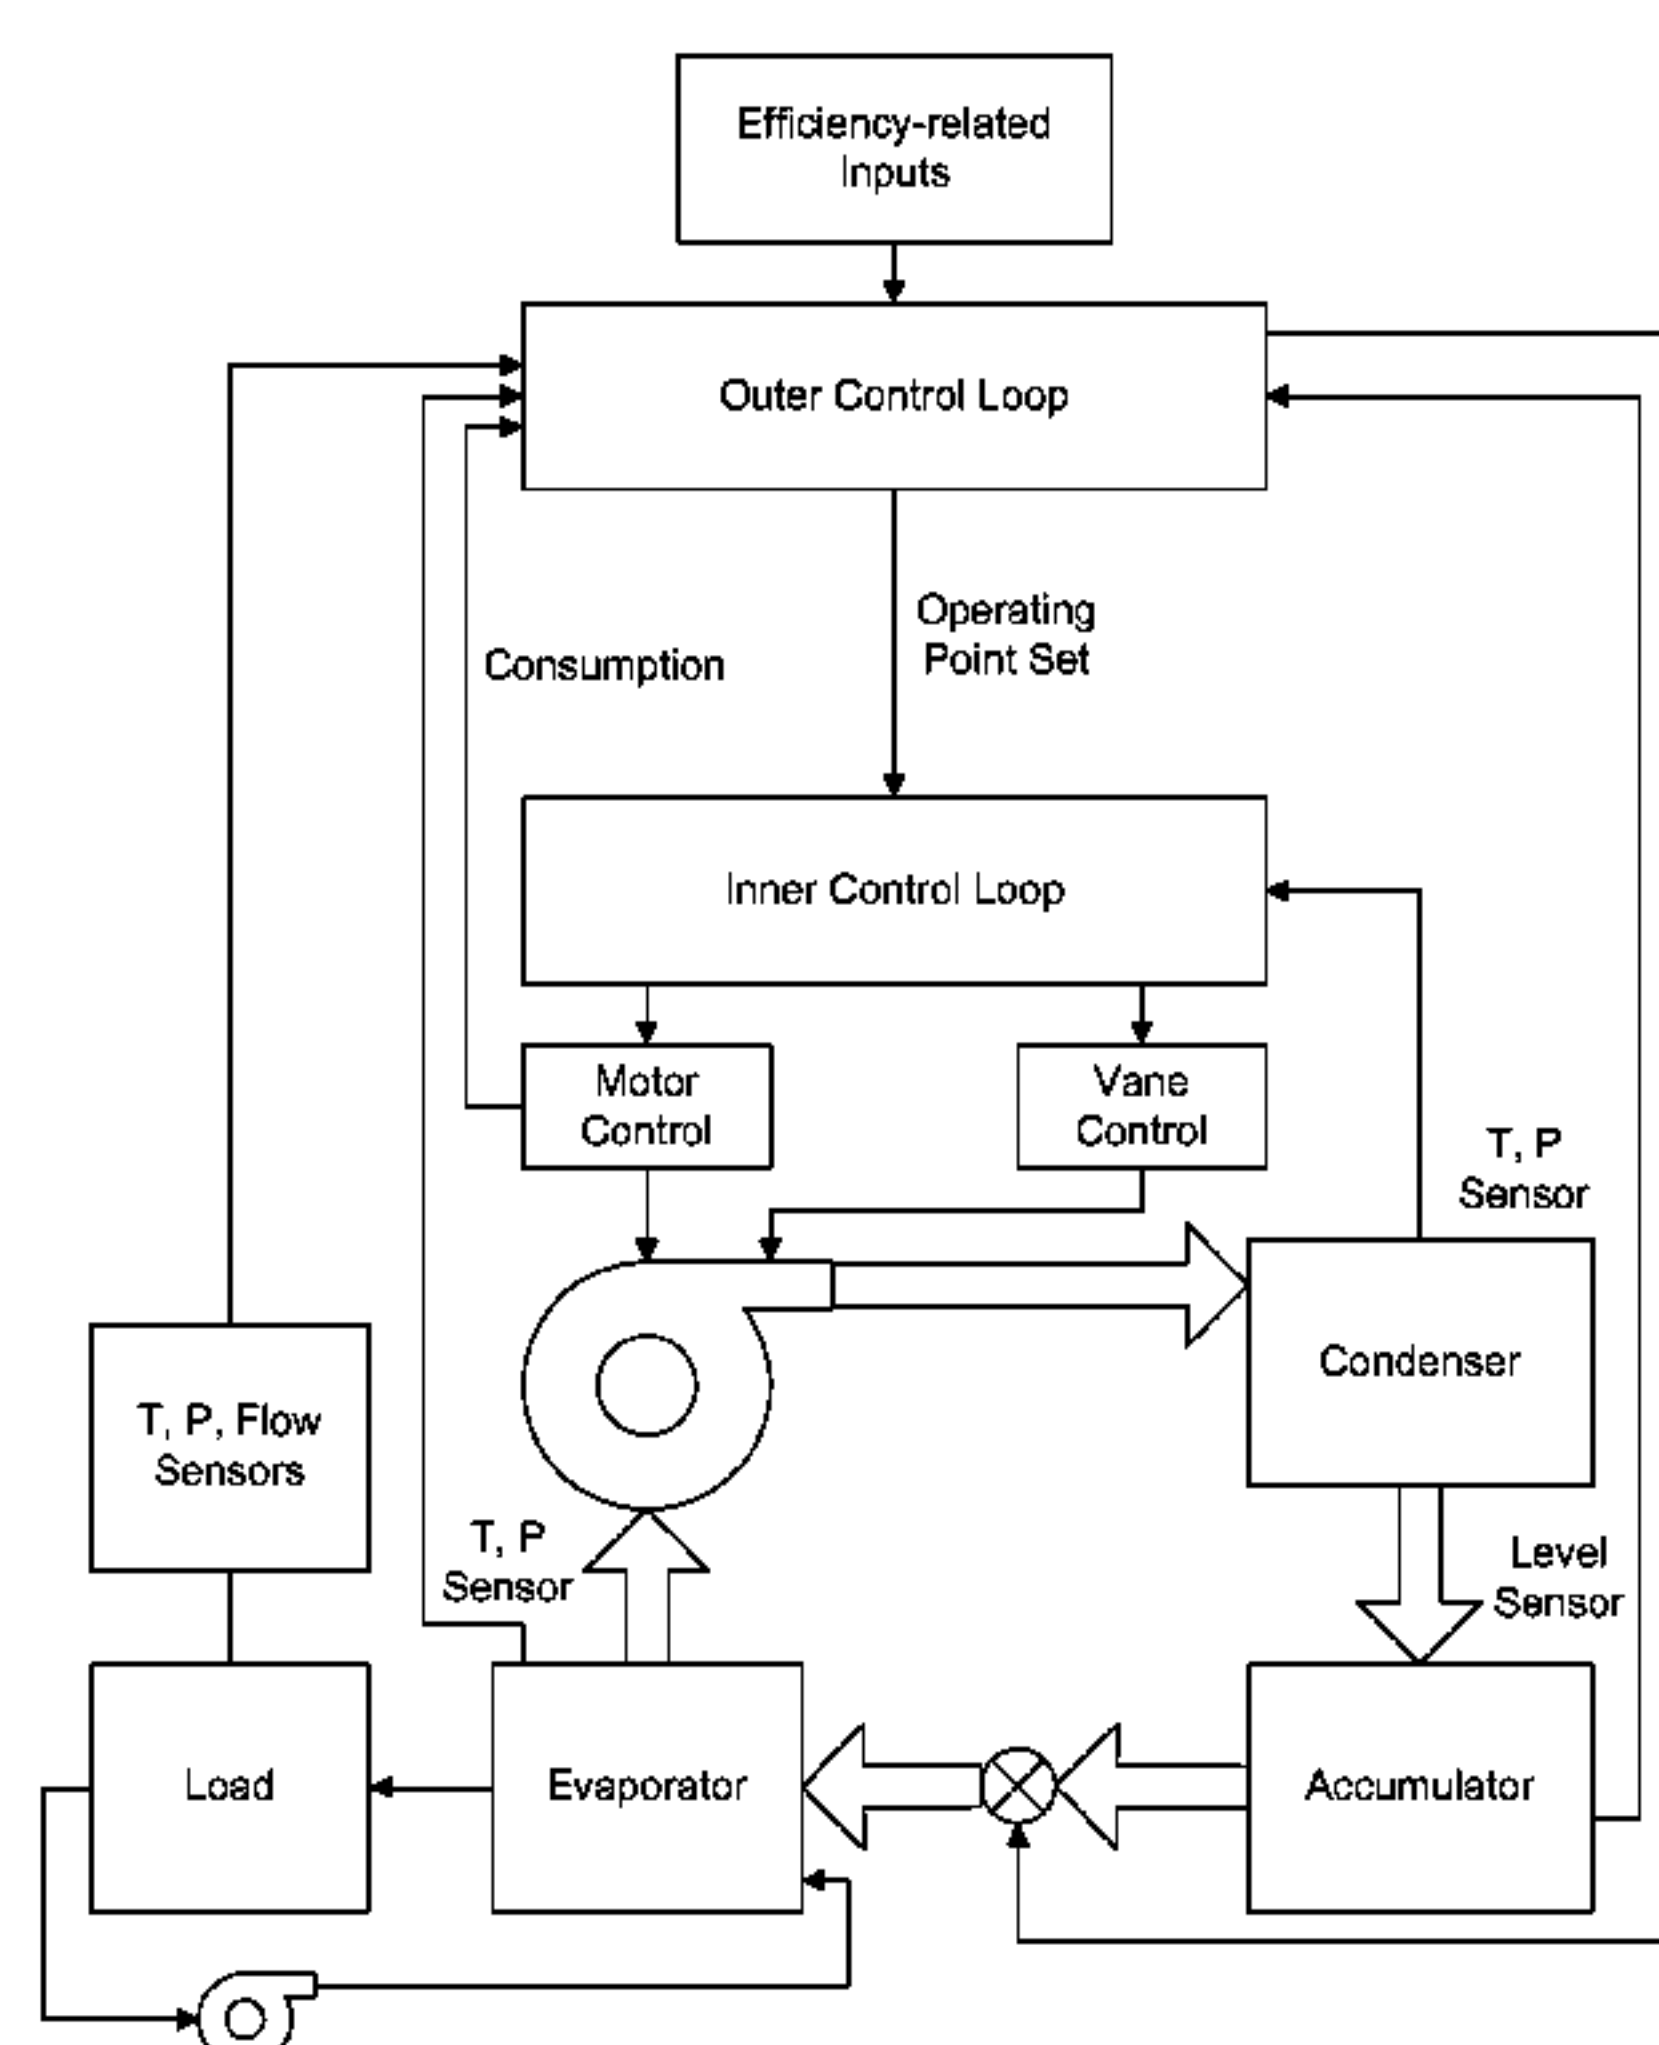 Efficiency-related
Inputs
Outer Control Loop
Operating
Point Set
Consumption
Inner Control Loop
Motor
Control
Vane
Control
T, P
Sensor
Condenser
T, P, Flow
Sensors
T, P
Sensor
Level
Sensor
Load
Evaporator
Accumulator